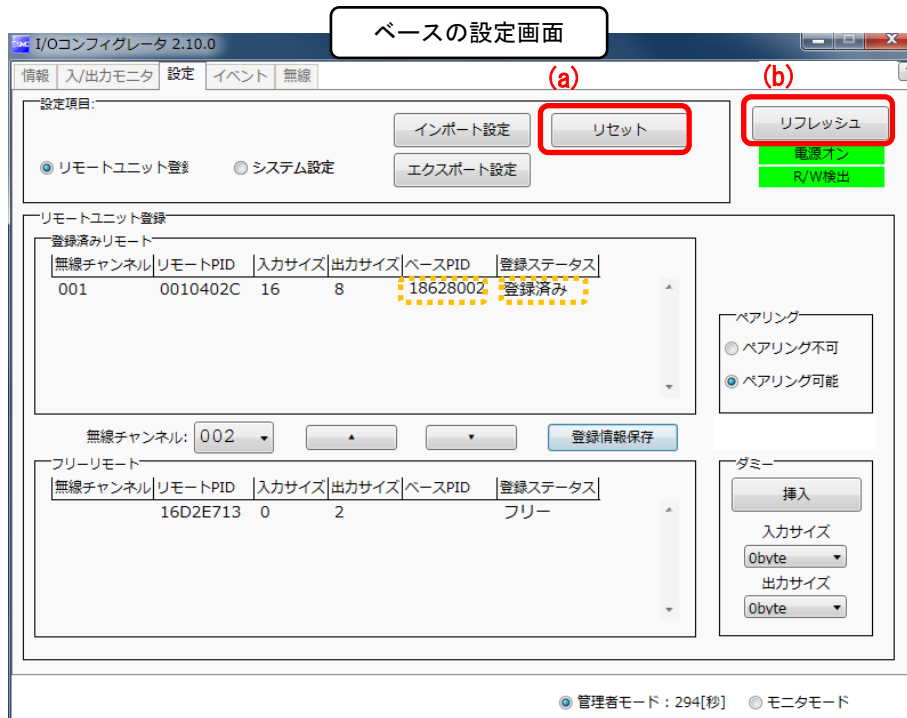 ベースの設定画面
I/Oコンフィグレータ 2.10.0
情報 入/出力モニタ 設定 イベント 無線
(a) (b)
設定項目:
インポート設定 リセット リフレッシュ
電源オン
リモートユニット登録 システム設定 エクスポート設定 R/W検出
リモートユニット登録
登録済みリモート
無線チャンネル リモートPID 入力サイズ 出力サイズ ベースPID 登録ステータス
001 0010402C 16 8 18628002 登録済み
ペアリング
ペアリング不可
ペアリング可能
無線チャンネル: 002 登録情報保存
フリーリモート
無線チャンネル リモートPID 入力サイズ 出力サイズ ベースPID 登録ステータス
16D2E713 0 2 フリー
ダミー
挿入
入力サイズ
0byte
出力サイズ
0byte
管理者モード:294[秒] モニタモード